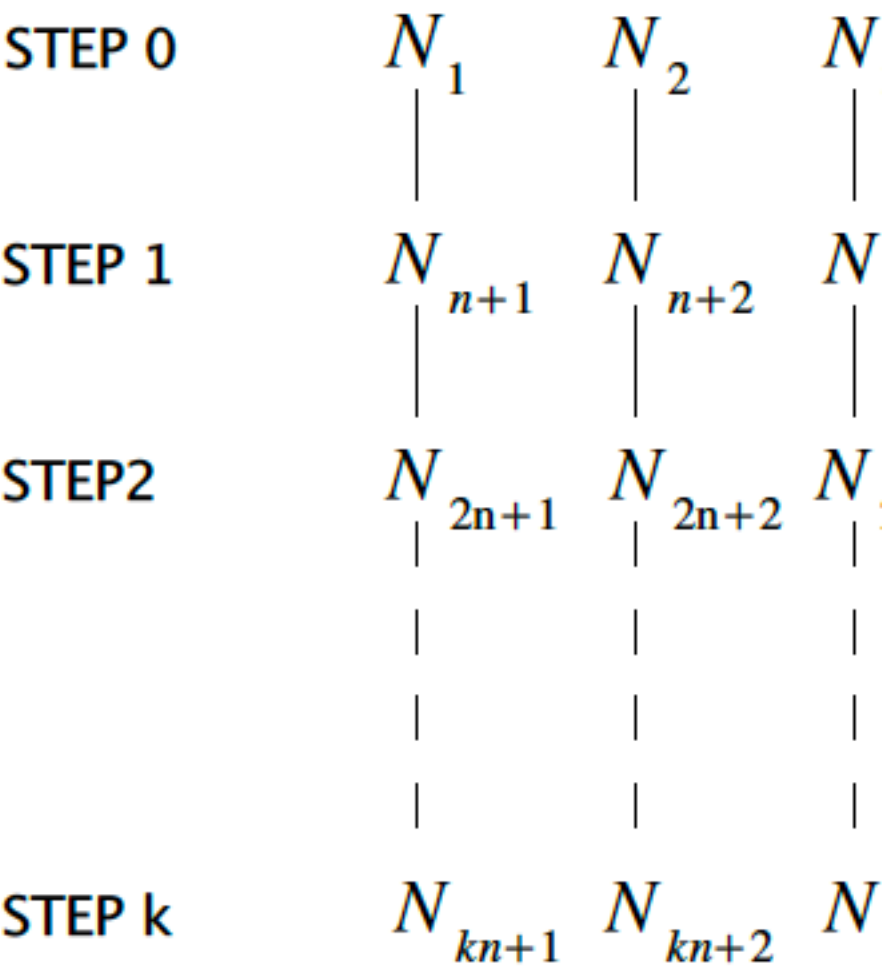 STEP 0 N₁ N₂ N
STEP 1 Nₙ₊₁ Nₙ₊₂ N
STEP2 N₂ₙ₊₁ N₂ₙ₊₂ N
STEP k Nₖₙ₊₁ Nₖₙ₊₂ N